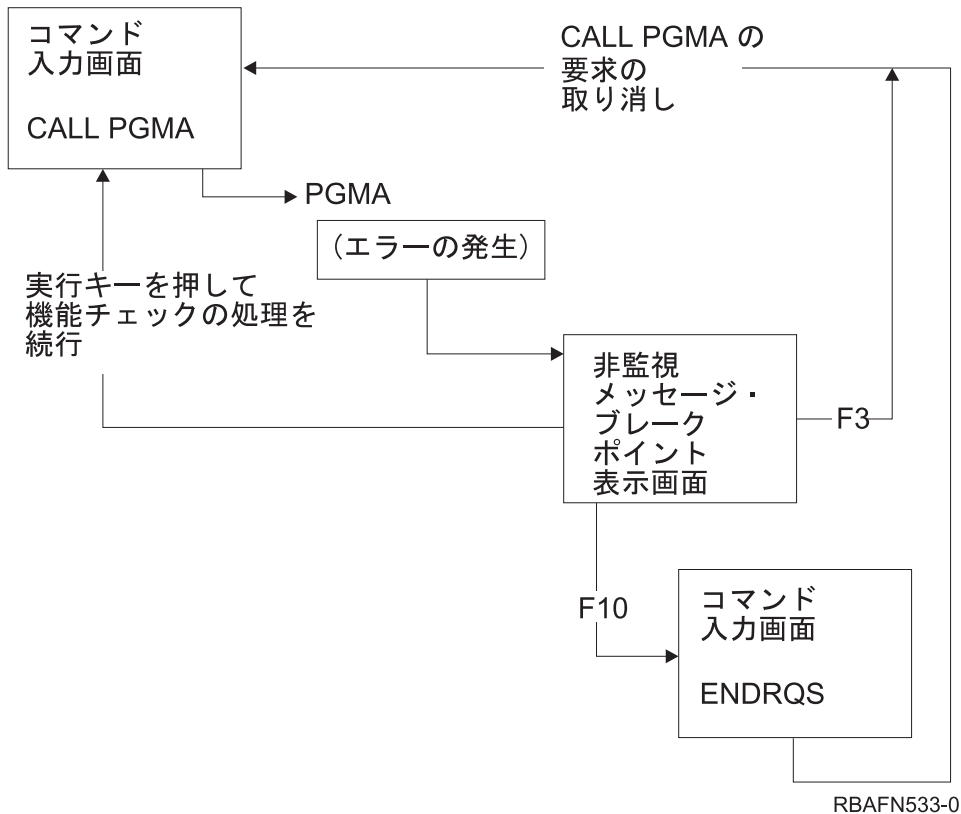 コマンド
入力画面
CALL PGMA
CALL PGMA の
要求の
取り消し
PGMA
(エラーの発生)
実行キーを押して
機能チェックの処理を
続行
非監視
メッセージ・
ブレーク
ポイント
表示画面
F3
F10
コマンド
入力画面
ENDRQS
RBAFN533-0